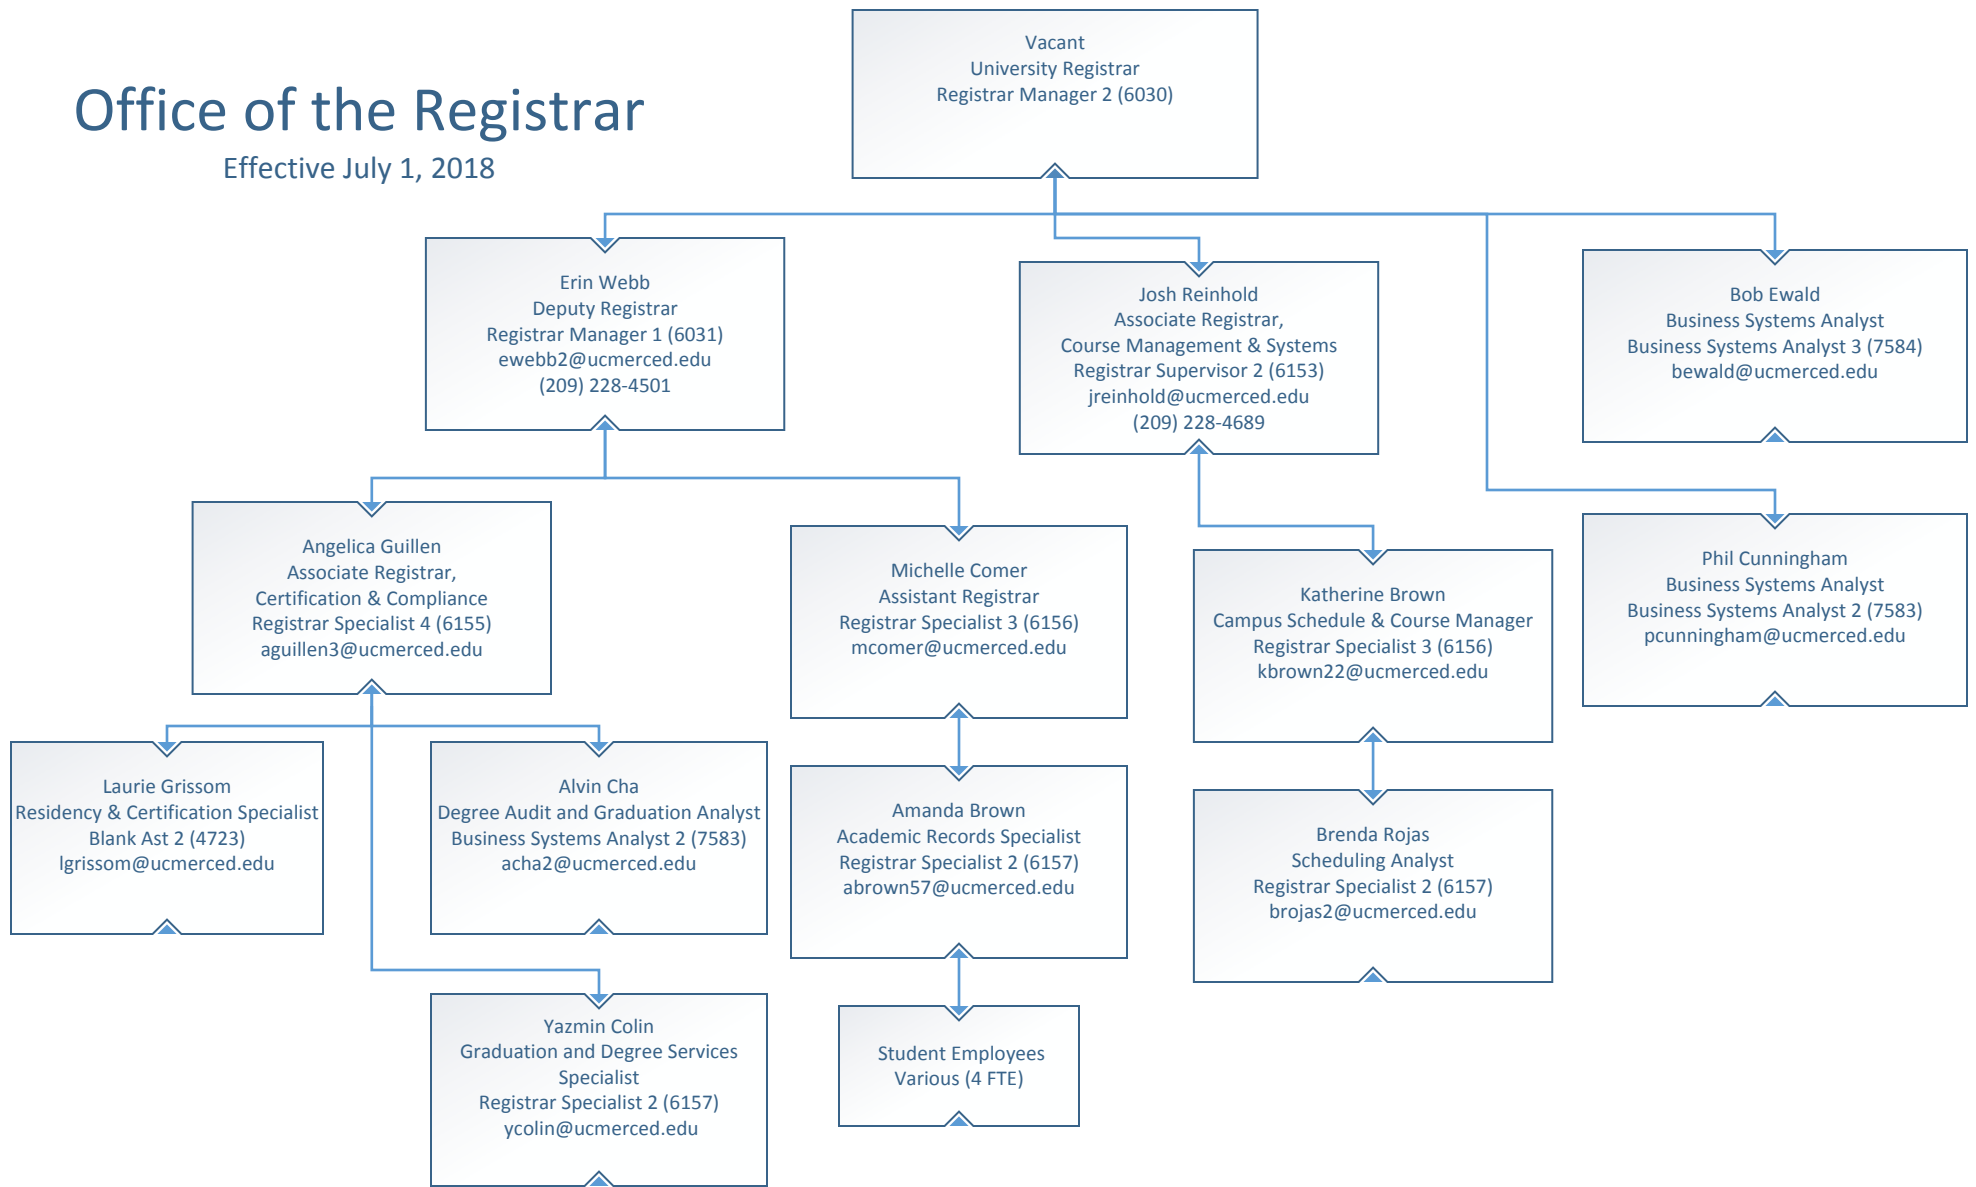 Office of the Registrar
Effective July 1, 2018
Vacant
University Registrar
Registrar Manager 2 (6030)
Erin Webb
Deputy Registrar
Registrar Manager 1 (6031)
ewebb2@ucmerced.edu
(209) 228-4501
Josh Reinhold
Associate Registrar,
Course Management & Systems
Registrar Supervisor 2 (6153)
jreinhold@ucmerced.edu
(209) 228-4689
Bob Ewald
Business Systems Analyst
Business Systems Analyst 3 (7584)
bewald@ucmerced.edu
Angelica Guillen
Associate Registrar,
Certification & Compliance
Registrar Specialist 4 (6155)
aguillen3@ucmerced.edu
Michelle Comer
Assistant Registrar
Registrar Specialist 3 (6156)
mcomer@ucmerced.edu
Katherine Brown
Campus Schedule & Course Manager
Registrar Specialist 3 (6156)
kbrown22@ucmerced.edu
Phil Cunningham
Business Systems Analyst
Business Systems Analyst 2 (7583)
pcunningham@ucmerced.edu
Laurie Grissom
Residency & Certification Specialist
Blank Ast 2 (4723)
lgrissom@ucmerced.edu
Alvin Cha
Degree Audit and Graduation Analyst
Business Systems Analyst 2 (7583)
acha2@ucmerced.edu
Amanda Brown
Academic Records Specialist
Registrar Specialist 2 (6157)
abrown57@ucmerced.edu
Brenda Rojas
Scheduling Analyst
Registrar Specialist 2 (6157)
brojas2@ucmerced.edu
Yazmin Colin
Graduation and Degree Services
Specialist
Registrar Specialist 2 (6157)
ycolin@ucmerced.edu
Student Employees
Various (4 FTE)